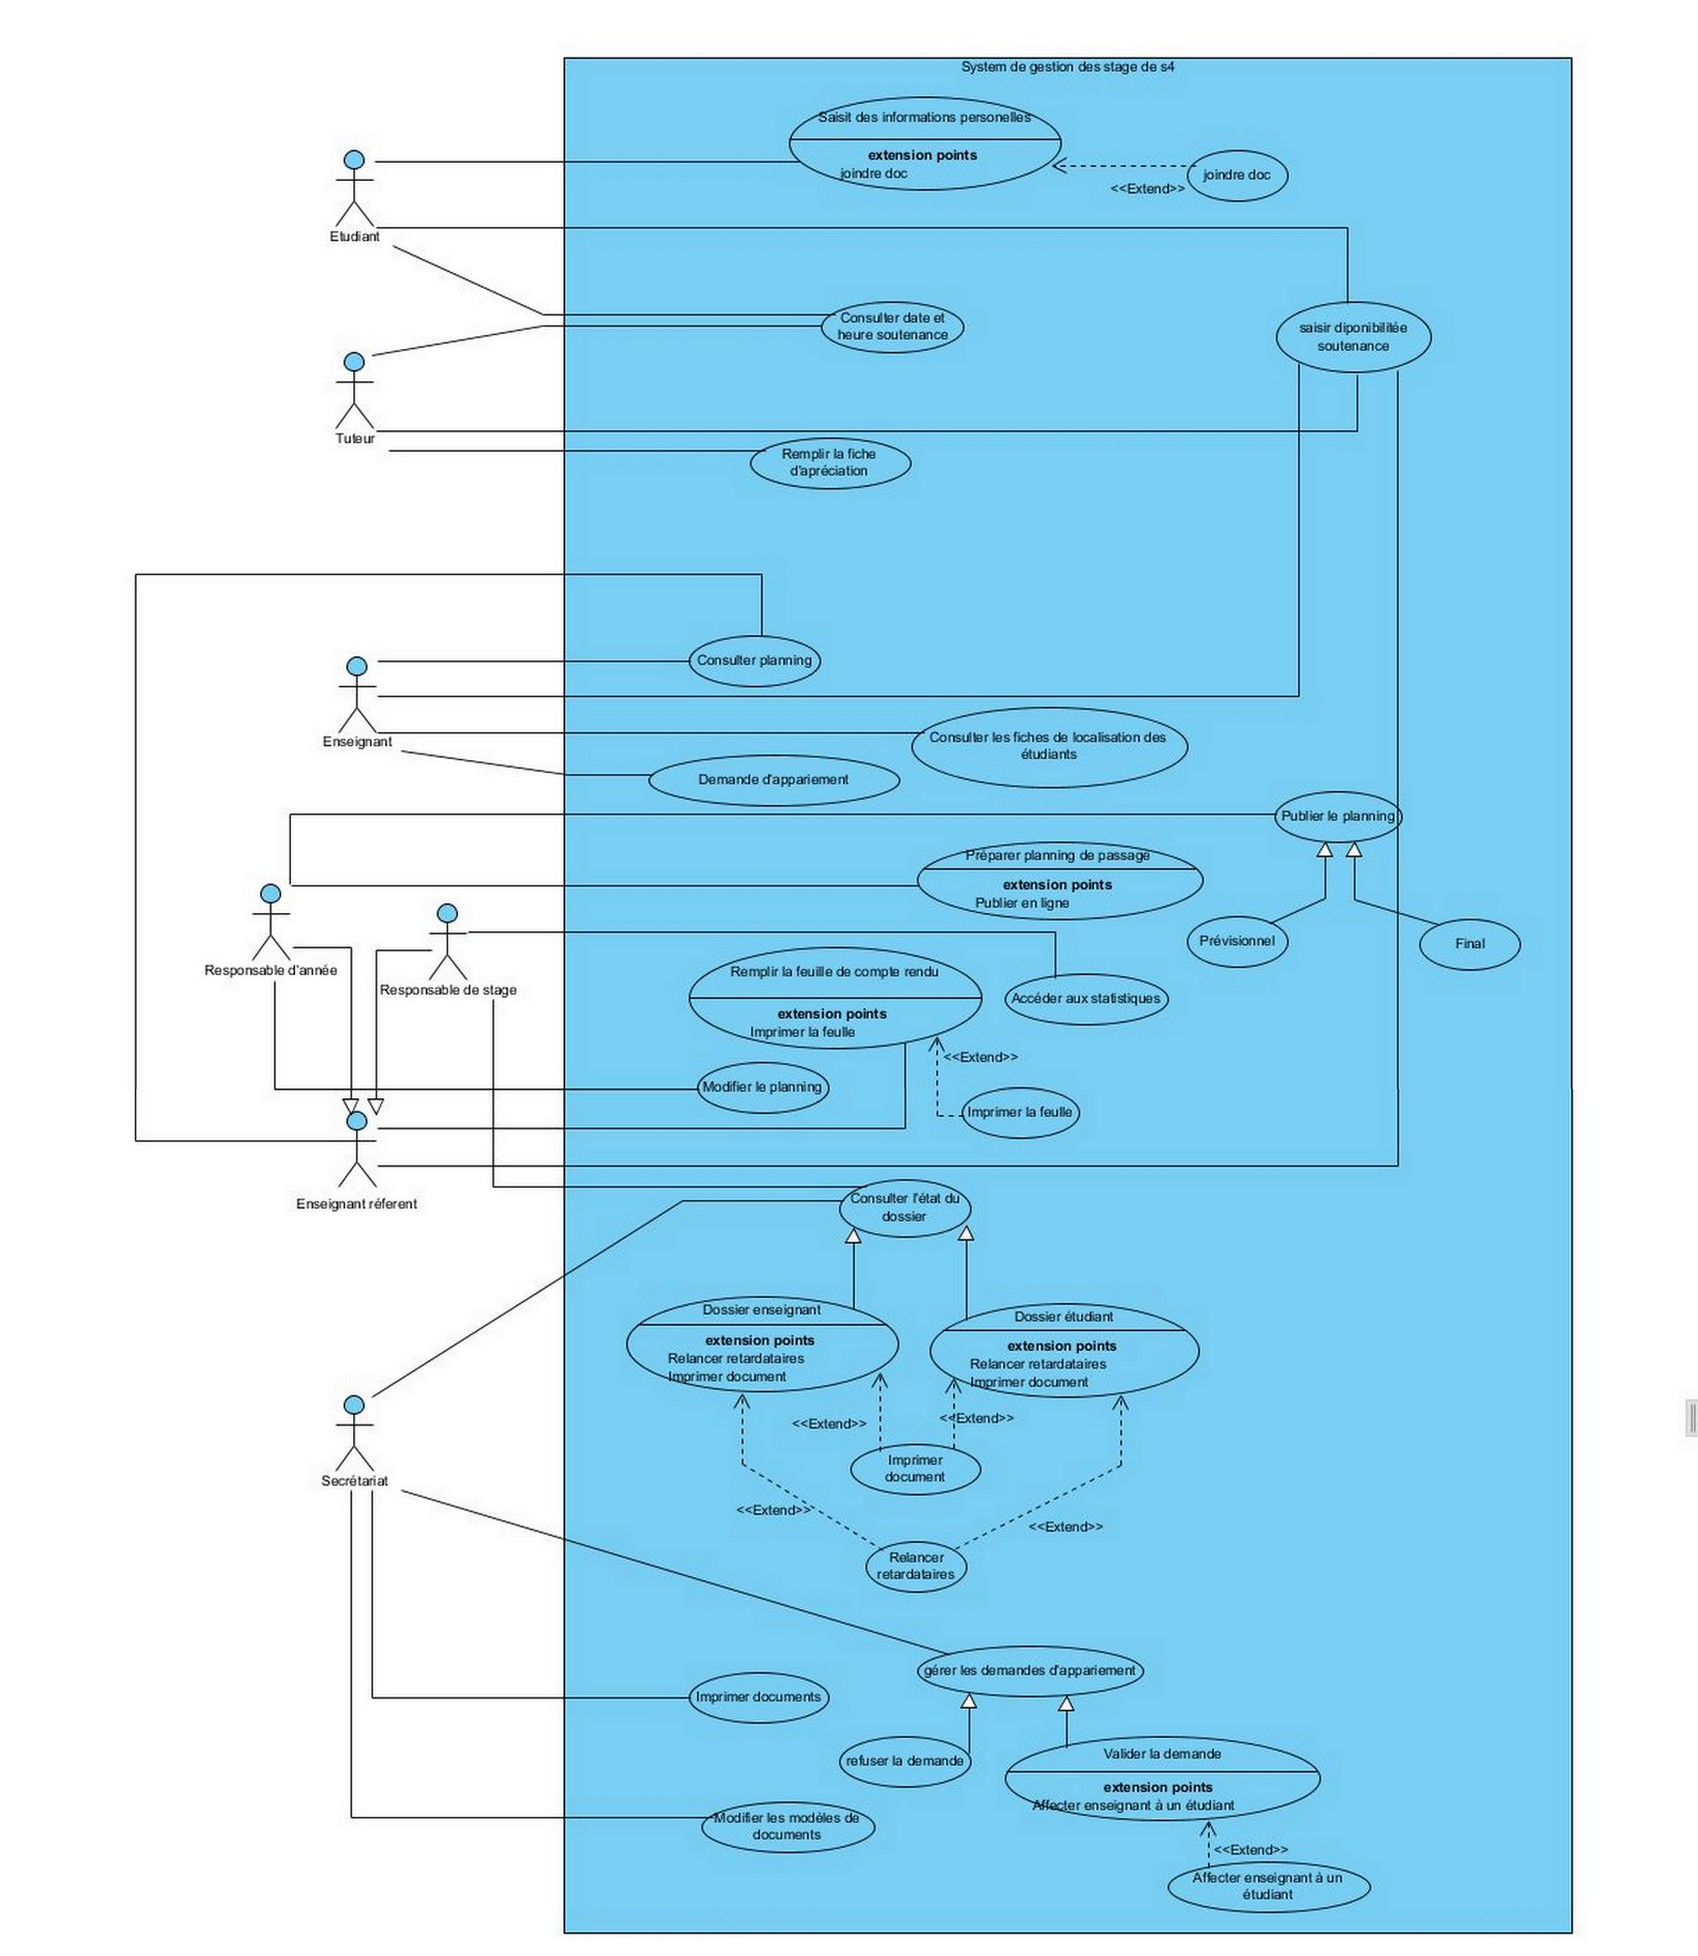 System de gestion des stage de s4
Saisit des informations personelles
extension points
joindre doc
joindre doc
<<Extend>>
Etudiant
Consulter date et
heure soutenance
saisir diponibilitée
soutenance
Tuteur
Remplir la fiche
d'apréciation
Consulter planning
Enseignant
Consulter les fiches de localisation des
étudiants
Demande d'appariement
Publier le planning
Préparer planning de passage
extension points
Publier en ligne
Prévisionnel
Final
Responsable d'année
Responsable de stage
Remplir la feuille de compte rendu
extension points
Imprimer la feulle
Accéder aux statistiques
<<Extend>>
Modifier le planning
Imprimer la feulle
Enseignant réferent
Consulter l'état du
dossier
Dossier enseignant
extension points
Relancer retardataires
Imprimer document
Dossier étudiant
extension points
Relancer retardataires
Imprimer document
<<Extend>>
<<Extend>>
Imprimer
document
Secrétariat
<<Extend>>
<<Extend>>
Relancer
retardataires
gérer les demandes d'appariement
Imprimer documents
refuser la demande
Valider la demande
extension points
Affecter enseignant à un étudiant
Modifier les modèles de
documents
<<Extend>>
Affecter enseignant à un
étudiant